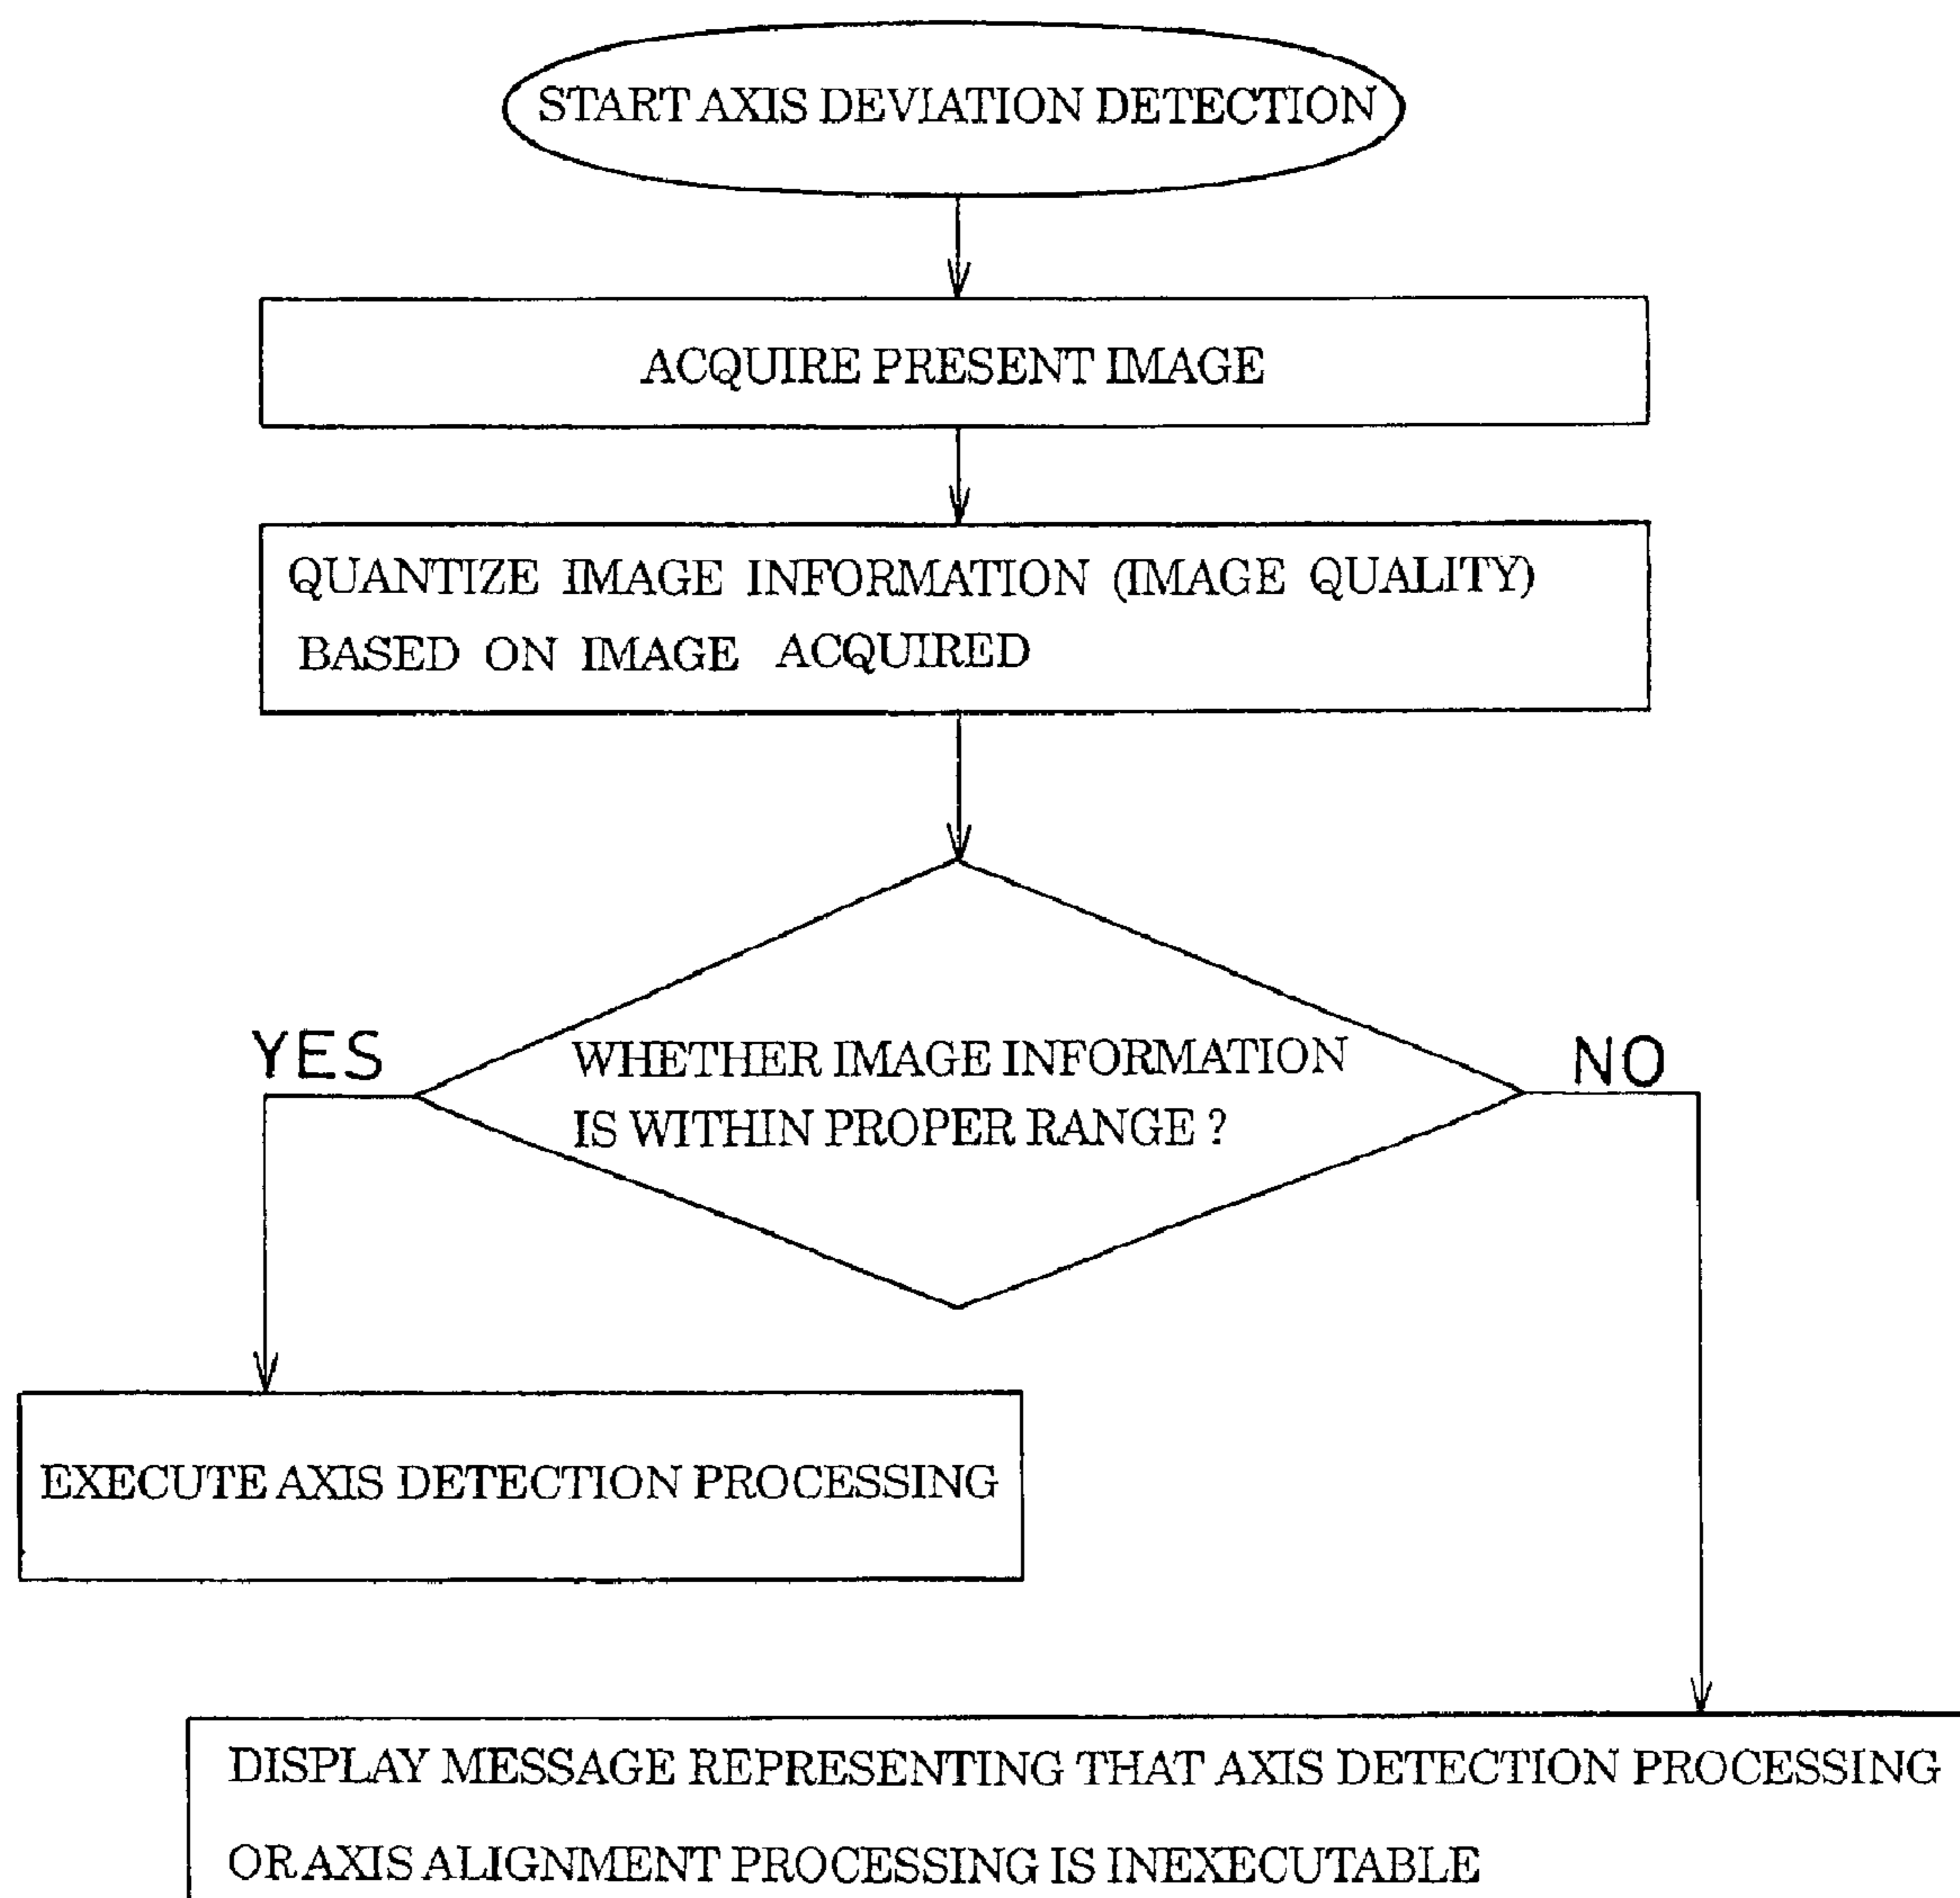 START AXIS DEVIATION DETECTION
ACQUIRE PRESENT IMAGE
QUANTIZE IMAGE INFORMATION (IMAGE QUALITY)
BASED ON IMAGE ACQUIRED
YES
NO
WHETHER IMAGE INFORMATION
IS WITHIN PROPER RANGE ?
EXECUTE AXIS DETECTION PROCESSING
DISPLAY MESSAGE REPRESENTING THAT AXIS DETECTION PROCESSING
OR AXIS ALIGNMENT PROCESSING IS INEXECUTABLE